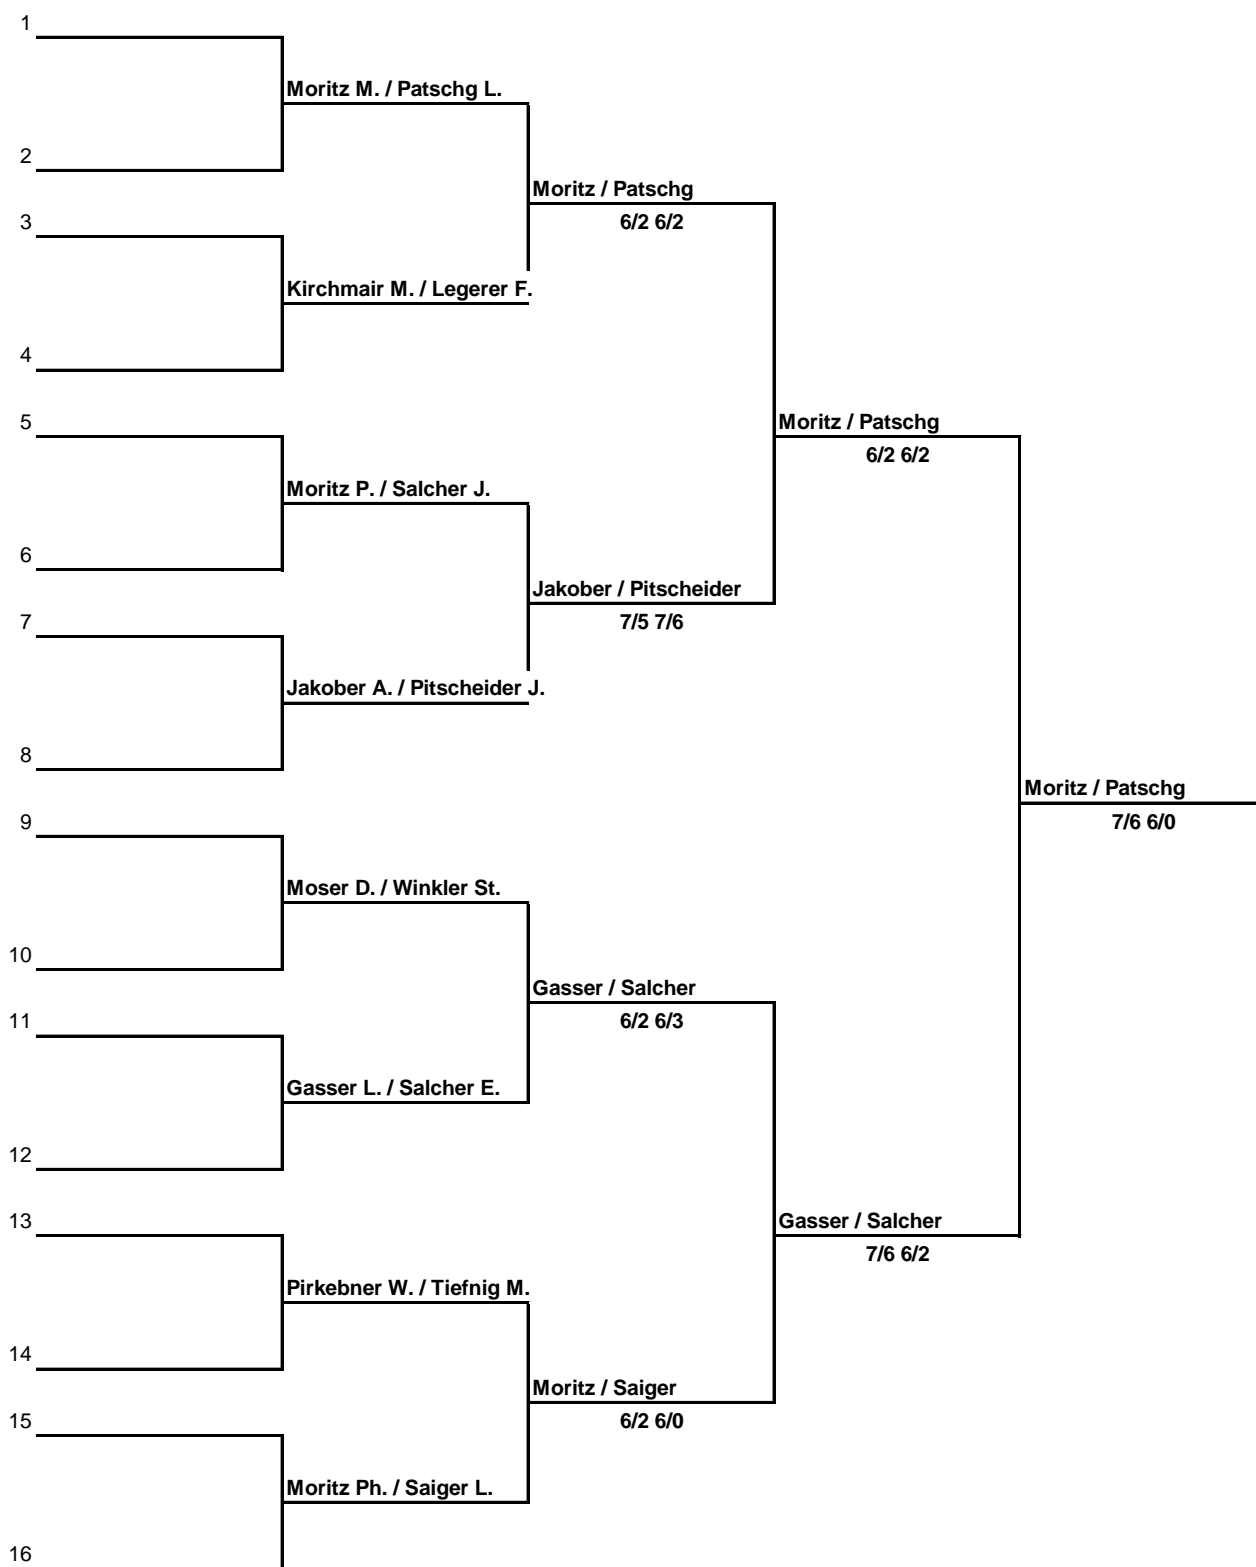 1
Moritz M. / Patschg L.
2
Moritz / Patschg
3
6/2 6/2
Kirchmair M. / Legerer F.
4
5
Moritz / Patschg
6/2 6/2
Moritz P. / Salcher J.
6
Jakober / Pitscheider
7
7/5 7/6
Jakober A. / Pitscheider J.
8
Moritz / Patschg
9
7/6 6/0
Moser D. / Winkler St.
10
Gasser / Salcher
11
6/2 6/3
Gasser L. / Salcher E.
12
13
Gasser / Salcher
7/6 6/2
Pirkebner W. / Tiefnig M.
14
Moritz / Saiger
15
6/2 6/0
Moritz Ph. / Saiger L.
16